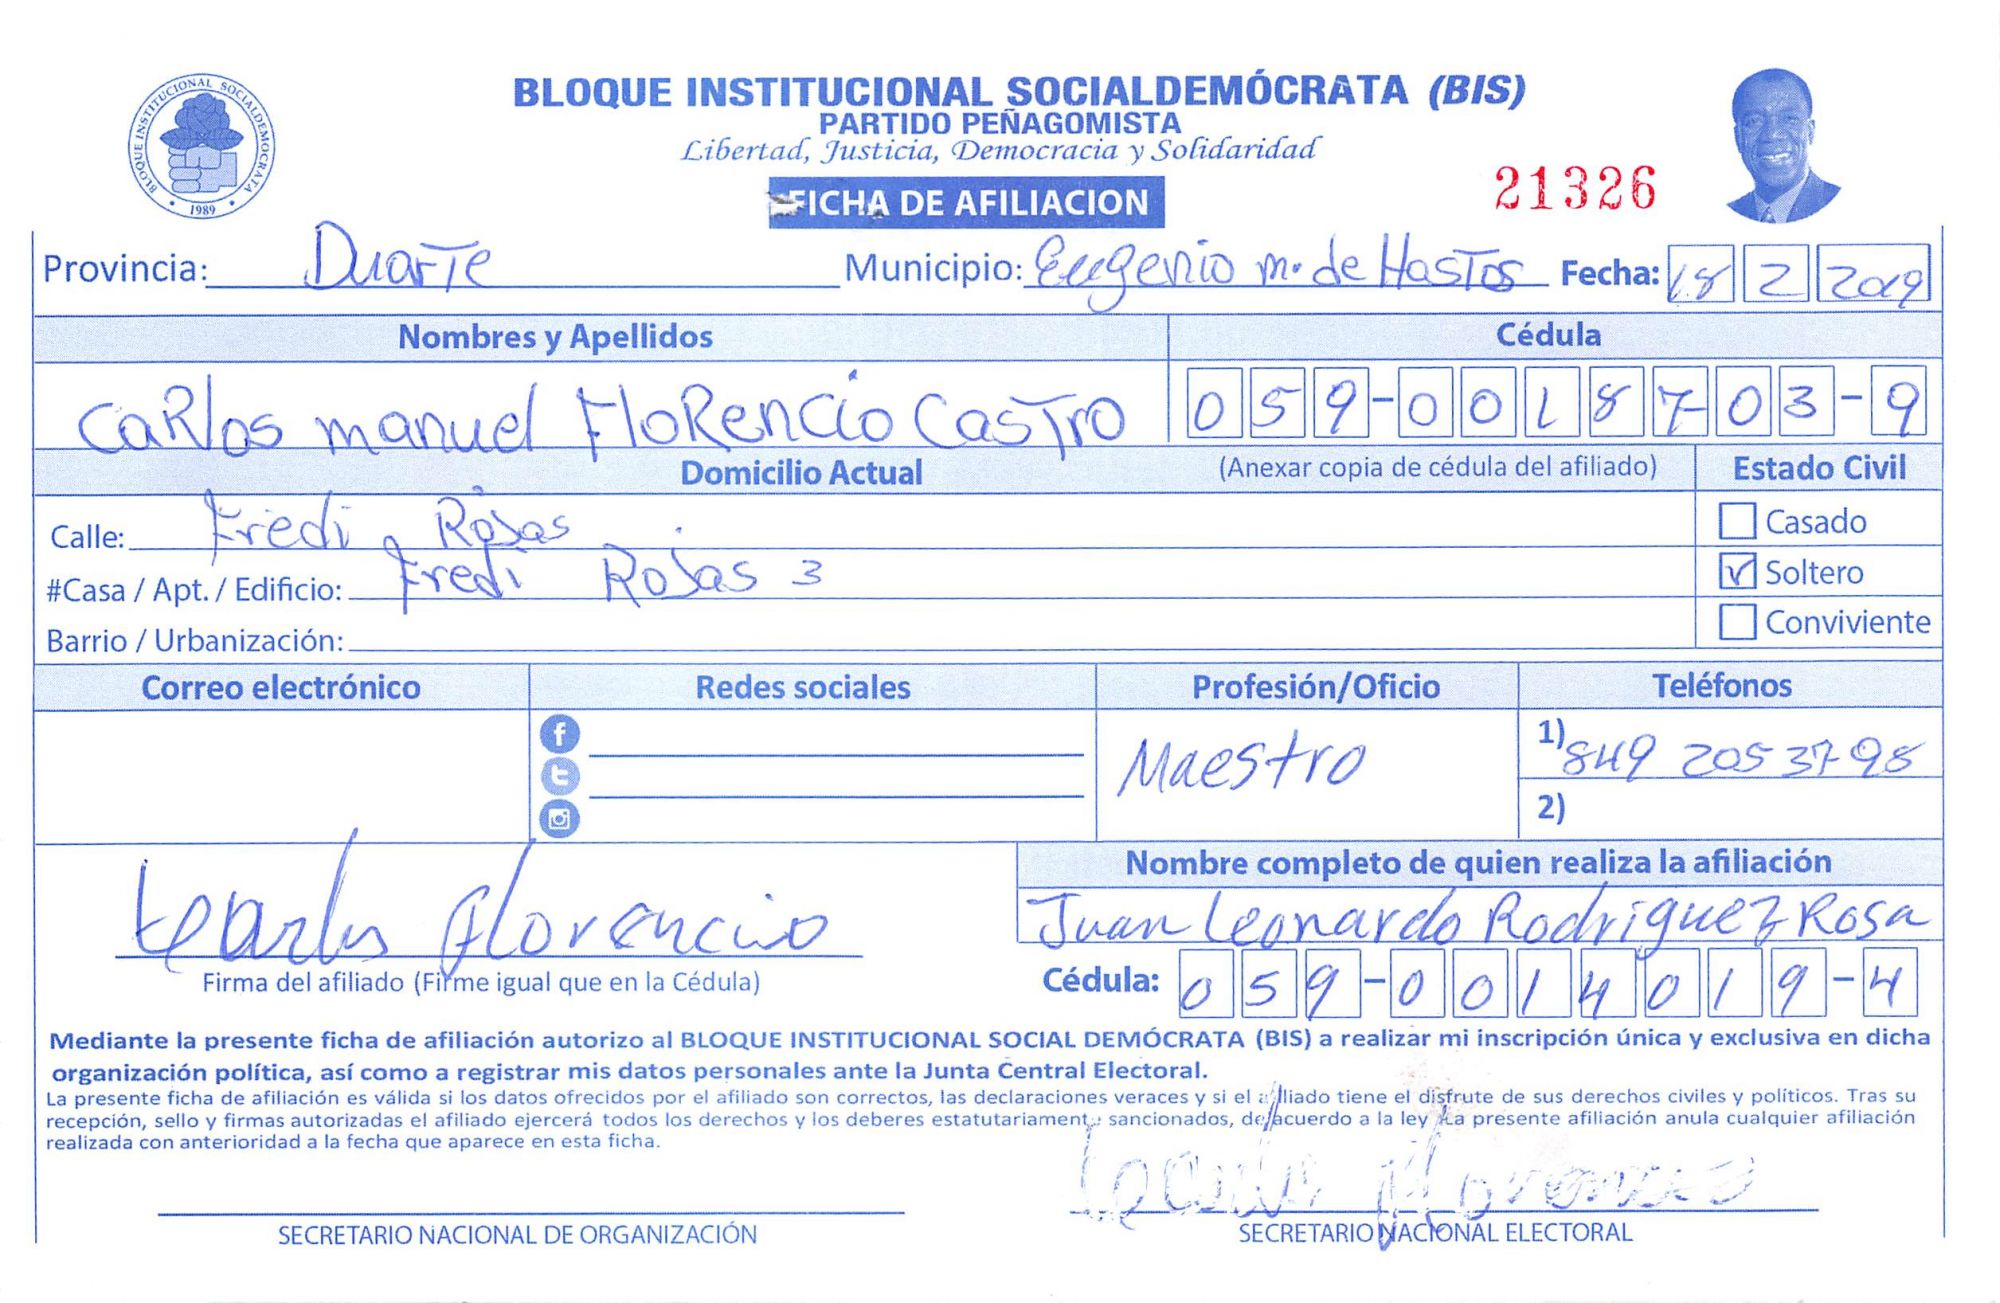 BLOQUE INSTITUCIONAL SOCIALDEMOCRATA
1989
BLOQUE INSTITUCIONAL SOCIALDEMÓCRATA (BIS)
PARTIDO PEÑAGOMISTA
Libertad, Justicia, Democracia y Solidaridad
FICHA DE AFILIACION
21326
Provincia: Duarte Municipio: Eugenio M. de Hostos Fecha: 18 2 2019
Nombres y Apellidos Cédula
Carlos manuel Florencio Castro 059-0018703-9
Domicilio Actual (Anexar copia de cédula del afiliado) Estado Civil
Calle: Fredi Rojas Casado
#Casa / Apt. / Edificio: Fredi Rojas 3 Soltero
Barrio / Urbanización: Conviviente
Correo electrónico Redes sociales Profesión/Oficio Teléfonos
Maestro 1) 849 205 3798
2)
Nombre completo de quien realiza la afiliación
Carlos Florencio Juan Leonardo Rodriguez Rosa
Firma del afiliado (Firme igual que en la Cédula) Cédula: 059-0014019-4
Mediante la presente ficha de afiliación autorizo al BLOQUE INSTITUCIONAL SOCIAL DEMÓCRATA (BIS) a realizar mi inscripción única y exclusiva en dicha
organización política, así como a registrar mis datos personales ante la Junta Central Electoral.
La presente ficha de afiliación es válida si los datos ofrecidos por el afiliado son correctos, las declaraciones veraces y si el afiliado tiene el disfrute de sus derechos civiles y políticos. Tras su
recepción, sello y firmas autorizadas el afiliado ejercerá todos los derechos y los deberes estatutariamente sancionados, de acuerdo a la ley. La presente afiliación anula cualquier afiliación
realizada con anterioridad a la fecha que aparece en esta ficha.
Carlos Florencio
SECRETARIO NACIONAL DE ORGANIZACIÓN SECRETARIO NACIONAL ELECTORAL